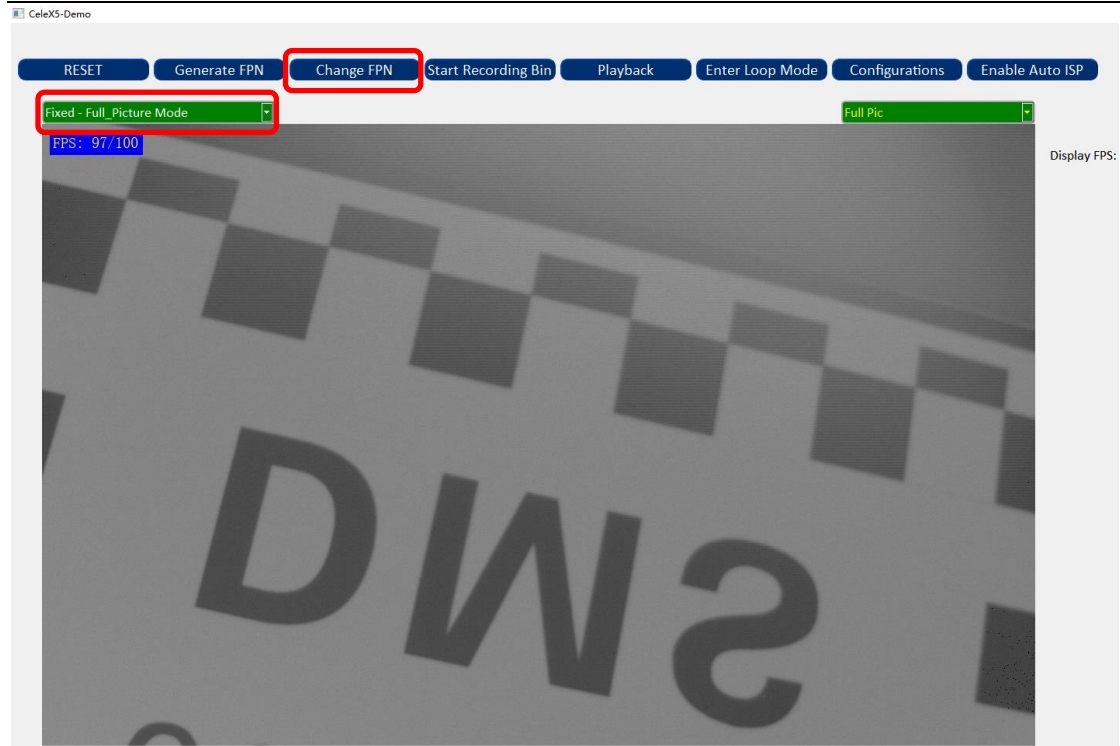 CeleX5-Demo
RESET Generate FPN Change FPN Start Recording Bin Playback Enter Loop Mode Configurations Enable Auto ISP
Fixed - Full_Picture Mode Full Pic
FPS: 97/100
Display FPS:
DMS